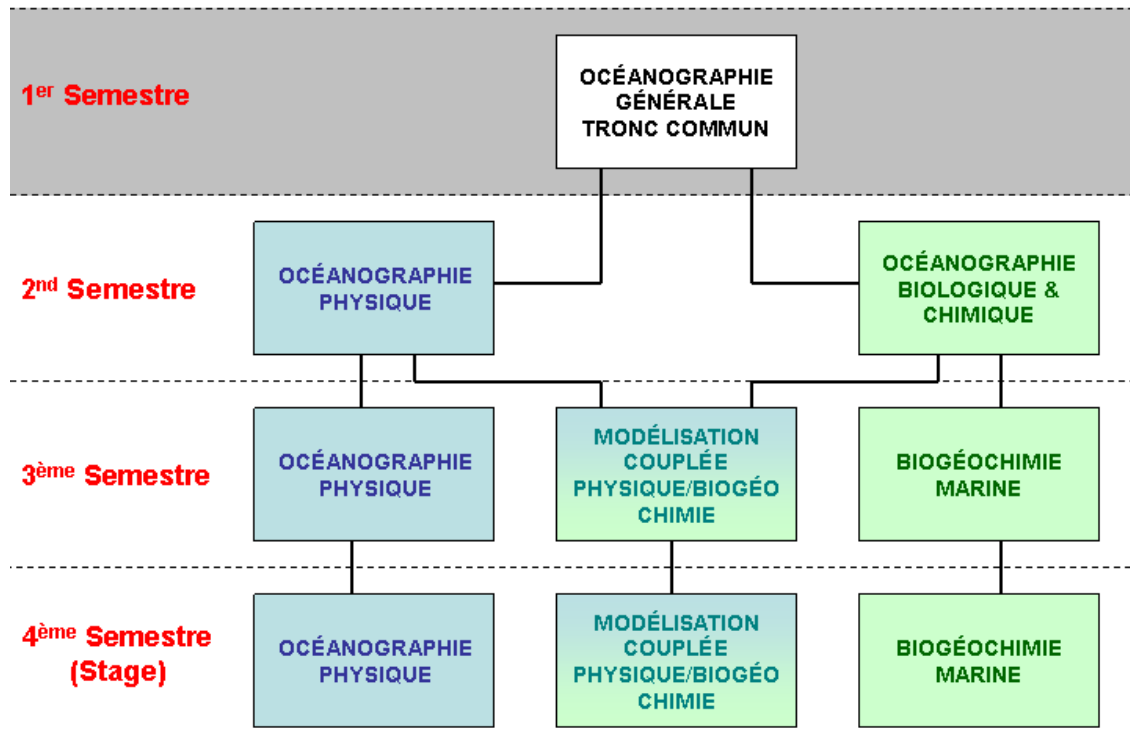 1er Semestre
OCÉANOGRAPHIE
GÉNÉRALE
TRONC COMMUN
2nd Semestre
OCÉANOGRAPHIE
PHYSIQUE
OCÉANOGRAPHIE
BIOLOGIQUE &
CHIMIQUE
3ème Semestre
OCÉANOGRAPHIE
PHYSIQUE
MODÉLISATION
COUPLÉE
PHYSIQUE/BIOGÉO
CHIMIE
BIOGÉOCHIMIE
MARINE
4ème Semestre
(Stage)
OCÉANOGRAPHIE
PHYSIQUE
MODÉLISATION
COUPLÉE
PHYSIQUE/BIOGÉO
CHIMIE
BIOGÉOCHIMIE
MARINE